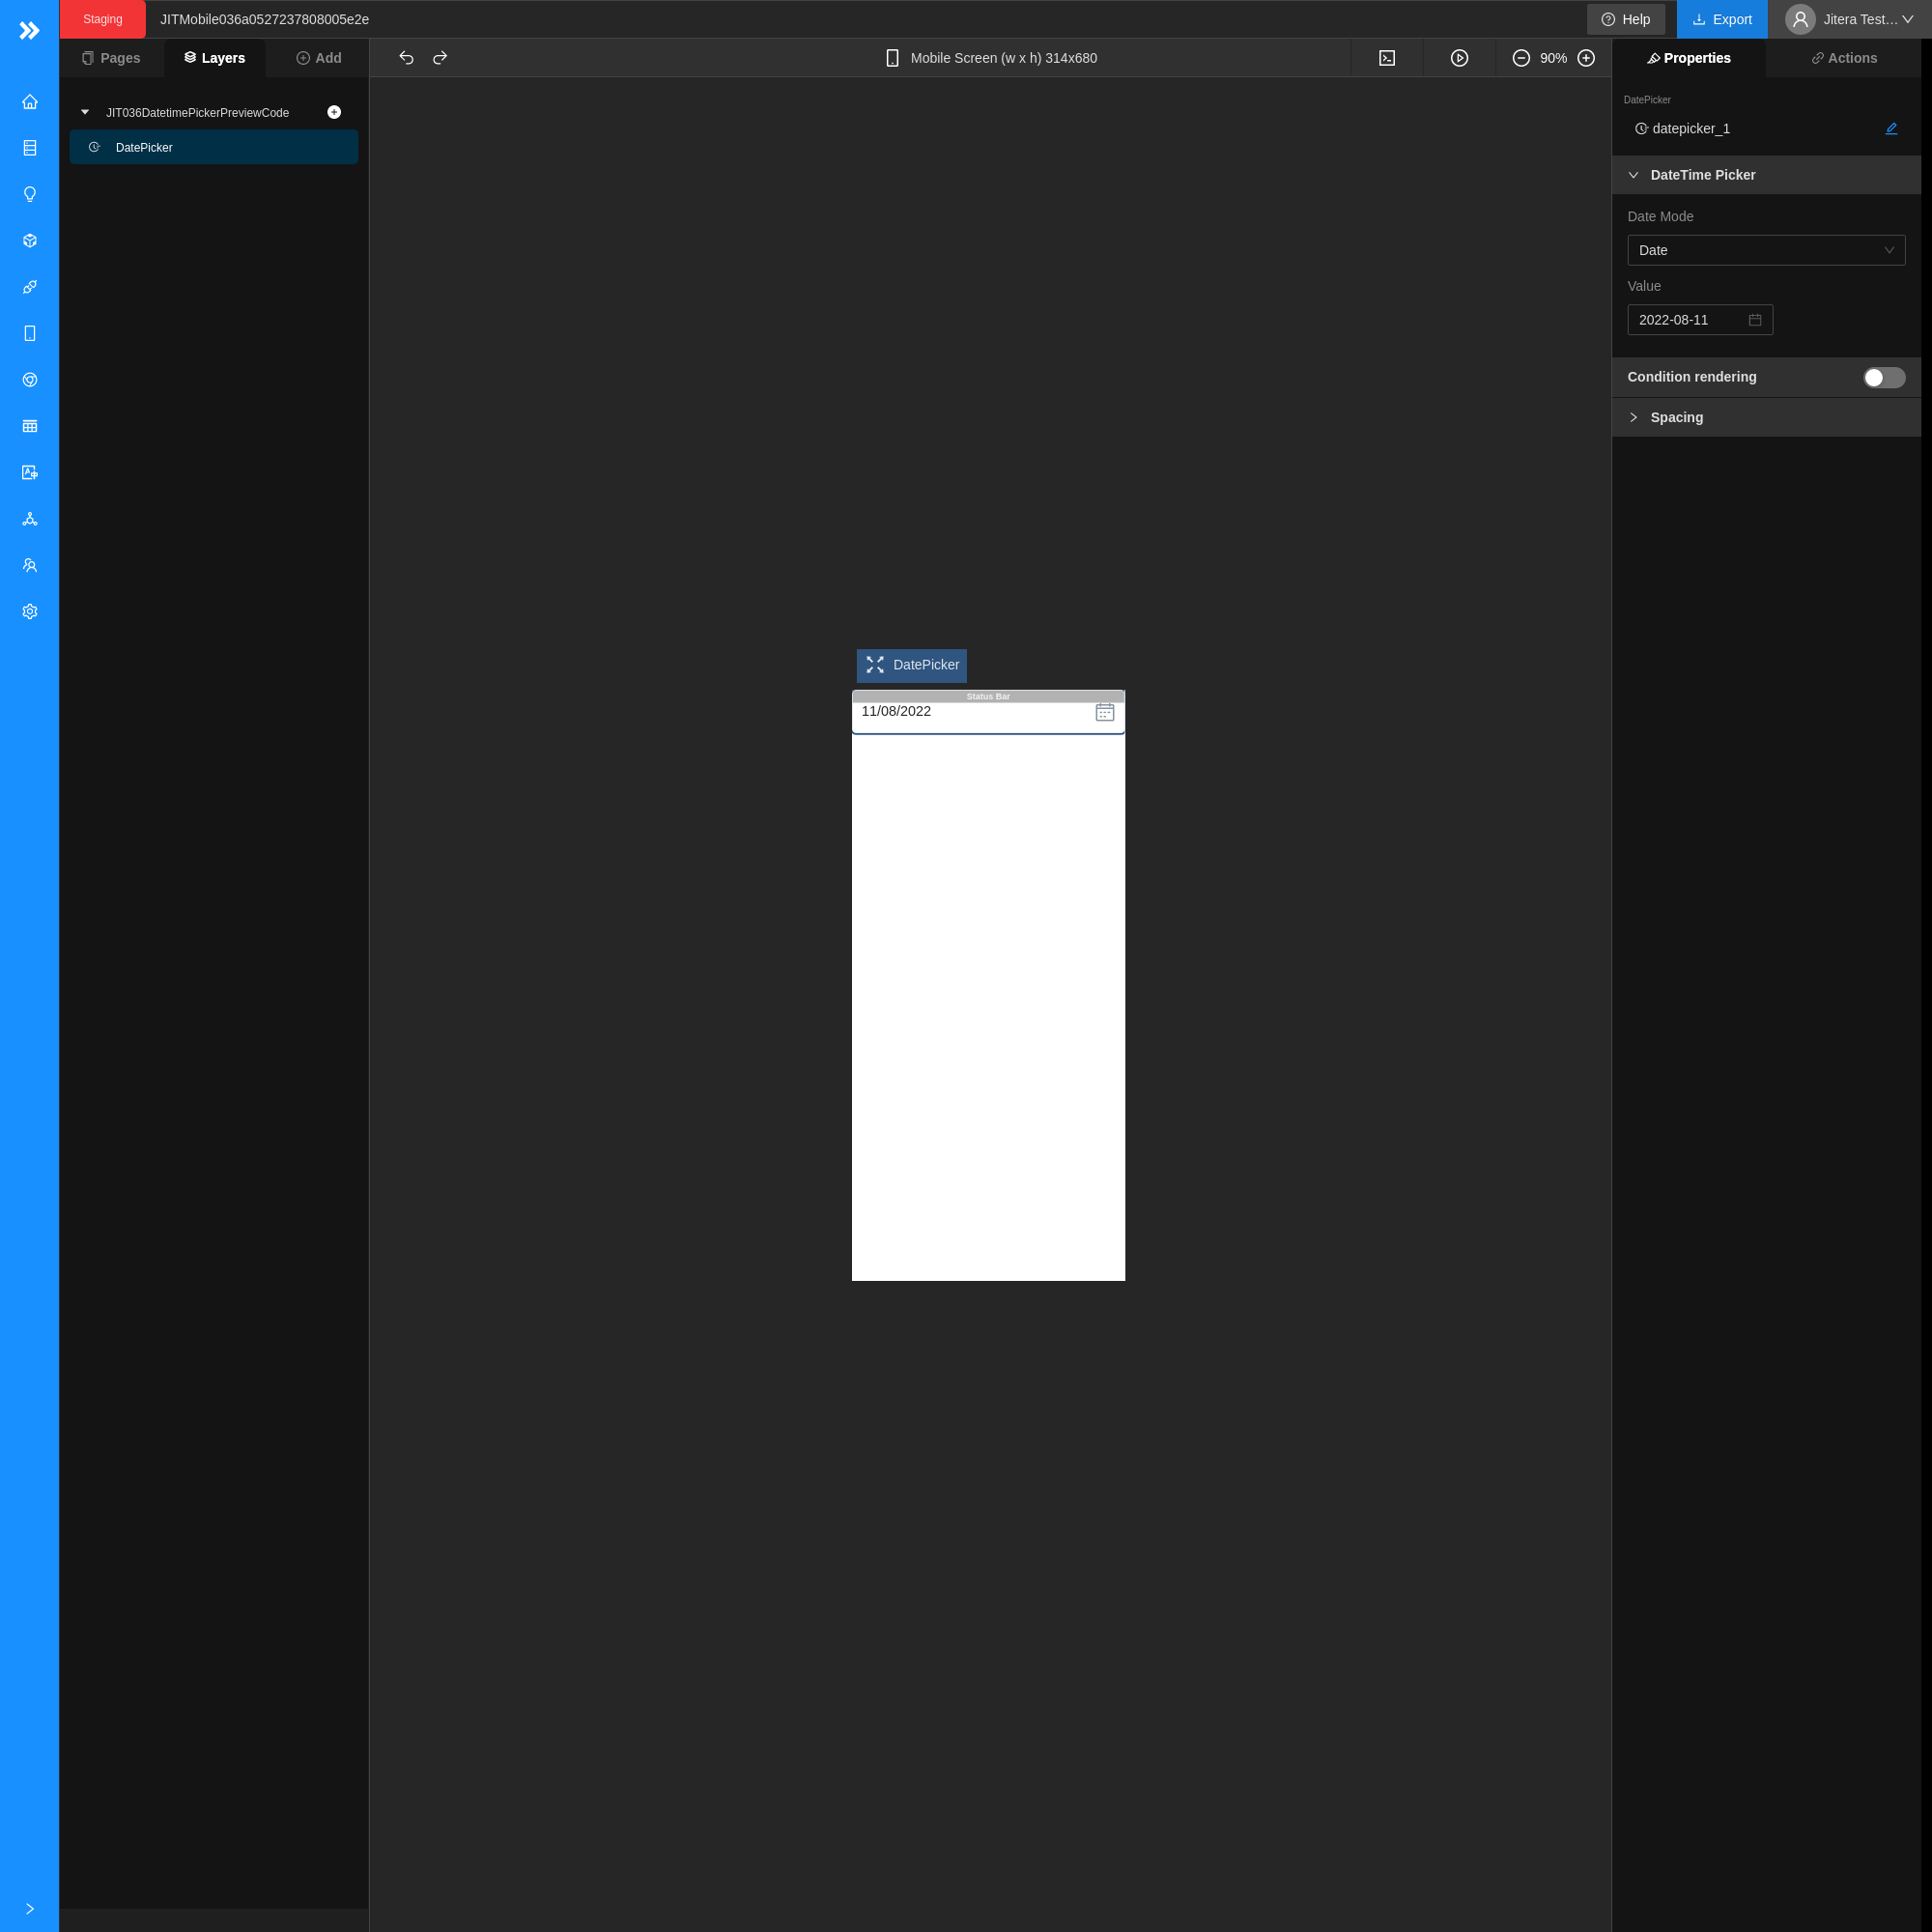 Staging
JITMobile036a0527237808005e2e
Help
Export
Jitera Test...
Pages
Layers
Add
Mobile Screen (w x h) 314x680
90%
Properties
Actions
JIT036DatetimePickerPreviewCode
DatePicker
DatePicker
datepicker_1
DateTime Picker
Date Mode
Date
Value
2022-08-11
Condition rendering
Spacing
DatePicker
Status Bar
11/08/2022